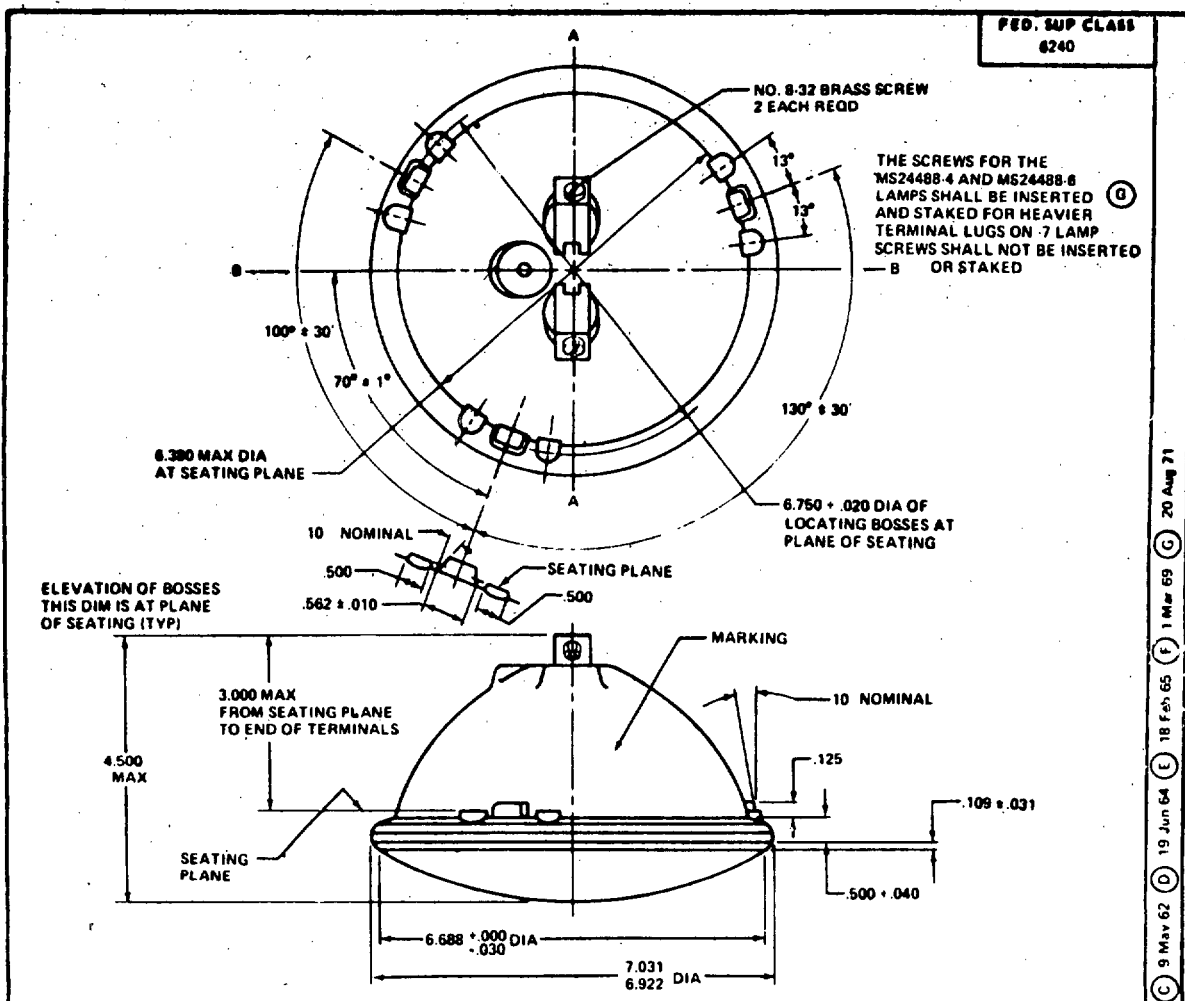 FED. SUP CLASS
6240
A
NO. 8-32 BRASS SCREW
2 EACH REQD
13°
13°
THE SCREWS FOR THE
MS24488-4 AND MS24488-6
LAMPS SHALL BE INSERTED
AND STAKED FOR HEAVIER
TERMINAL LUGS ON -7 LAMP
SCREWS SHALL NOT BE INSERTED
OR STAKED
G
B
B
100° ± 30'
70° ± 1°
130° ± 30'
6.380 MAX DIA
AT SEATING PLANE
A
6.750 + .020 DIA OF
LOCATING BOSSES AT
PLANE OF SEATING
10 NOMINAL
.500
SEATING PLANE
.562 ± .010
.500
ELEVATION OF BOSSES
THIS DIM IS AT PLANE
OF SEATING (TYP)
MARKING
3.000 MAX
FROM SEATING PLANE
TO END OF TERMINALS
10 NOMINAL
4.500
MAX
.125
.109 ± .031
SEATING
PLANE
.500 + .040
6.688 +.000 DIA
-.030
7.031
6.922 DIA
C 9 May 62 D 19 Jun 64 E 18 Feb 65 F 1 Mar 69 G 20 Aug 71